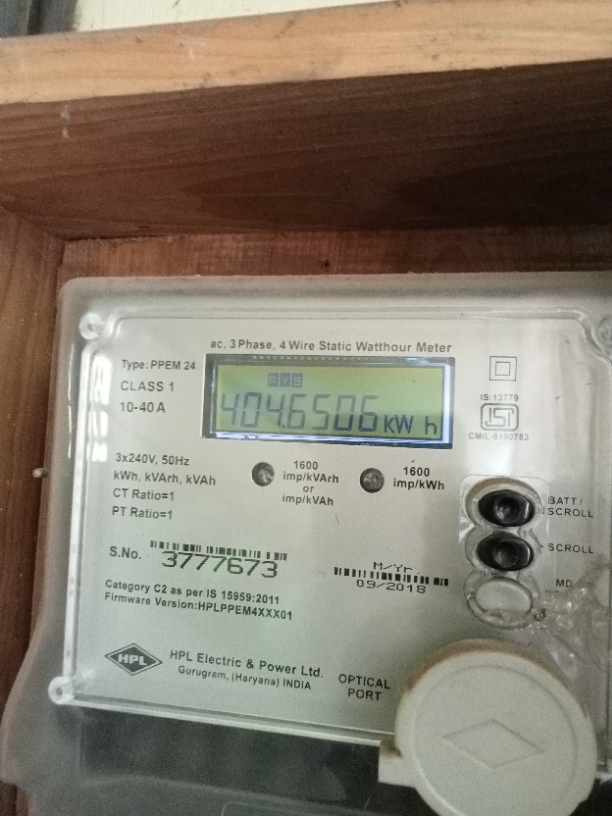 ac, 3 Phase, 4 Wire Static Watthour Meter
Type: PPEM 24
CLASS 1
10-40 A
RYB
404.6506 kW h
IS:13779
ISI
CM/L-9190783
3x240V, 50Hz
kWh, kVArh, kVAh
CT Ratio=1
PT Ratio=1
1600
imp/kVArh
or
imp/kVAh
1600
imp/kWh
BATT/
SCROLL
SCROLL
MD
S.No.
3777673
M/Yr
09/2018
Category C2 as per IS 15959:2011
Firmware Version:HPLPPEM4XXX01
HPL
HPL Electric & Power Ltd.
Gurugram, (Haryana) INDIA
OPTICAL
PORT